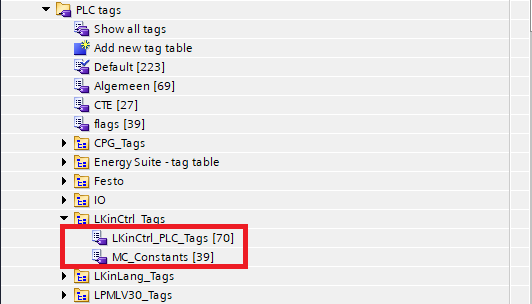 PLC tags
Show all tags
Add new tag table
Default [223]
Algemeen [69]
CTE [27]
flags [39]
CPG_Tags
Energy Suite - tag table
Festo
IO
LKinCtrl_Tags
LKinCtrl_PLC_Tags [70]
MC_Constants [39]
LKinLang_Tags
LPMLV30_Tags